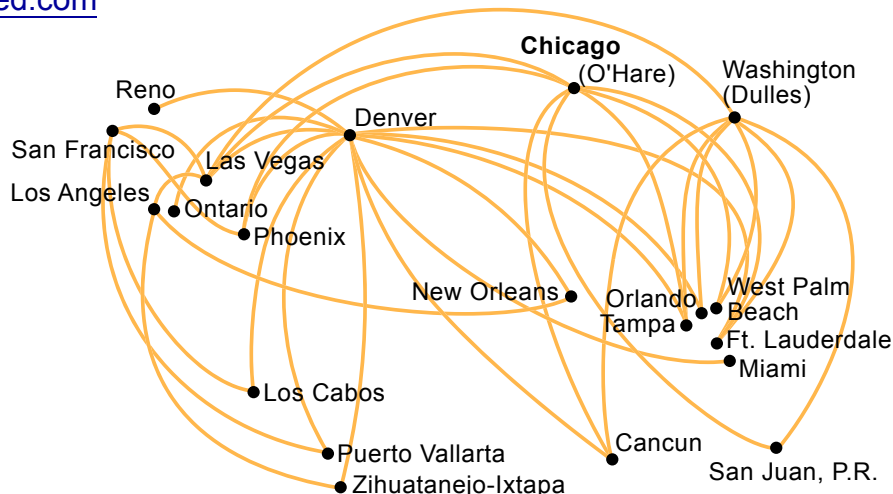 ed.com
Chicago
(O'Hare)
Washington
(Dulles)
Reno
Denver
San Francisco
Las Vegas
Los Angeles
Ontario
Phoenix
New Orleans
Orlando
West Palm
Beach
Tampa
Ft. Lauderdale
Miami
Los Cabos
Cancun
Puerto Vallarta
San Juan, P.R.
Zihuatanejo-Ixtapa